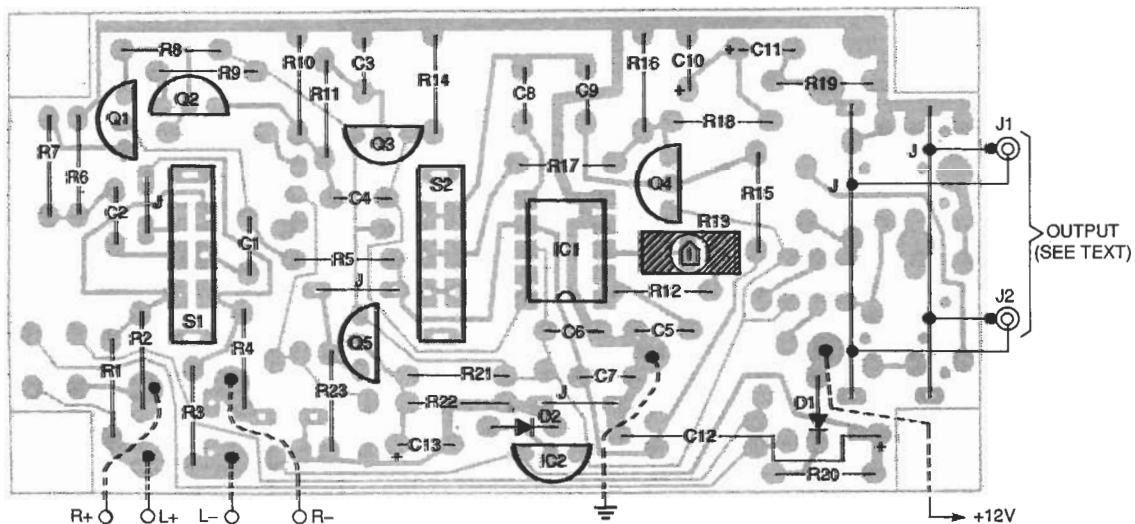 R8
R9
Q2
Q1
R7
R6
C2
J
S1
C1
R10
R11
C3
R14
Q3
C4
R5
J
S2
C8
C9
R17
IC1
R16
C10
+
+
C11
R18
R19
Q4
R15
R13
R12
J
J
J1
OUTPUT
(SEE TEXT)
J2
R1
R2
R3
R4
R23
Q5
R21
R22
C13
+
D2
IC2
C6
C5
C7
J
C12
D1
R20
+
R+
L+
L–
R–
+12V